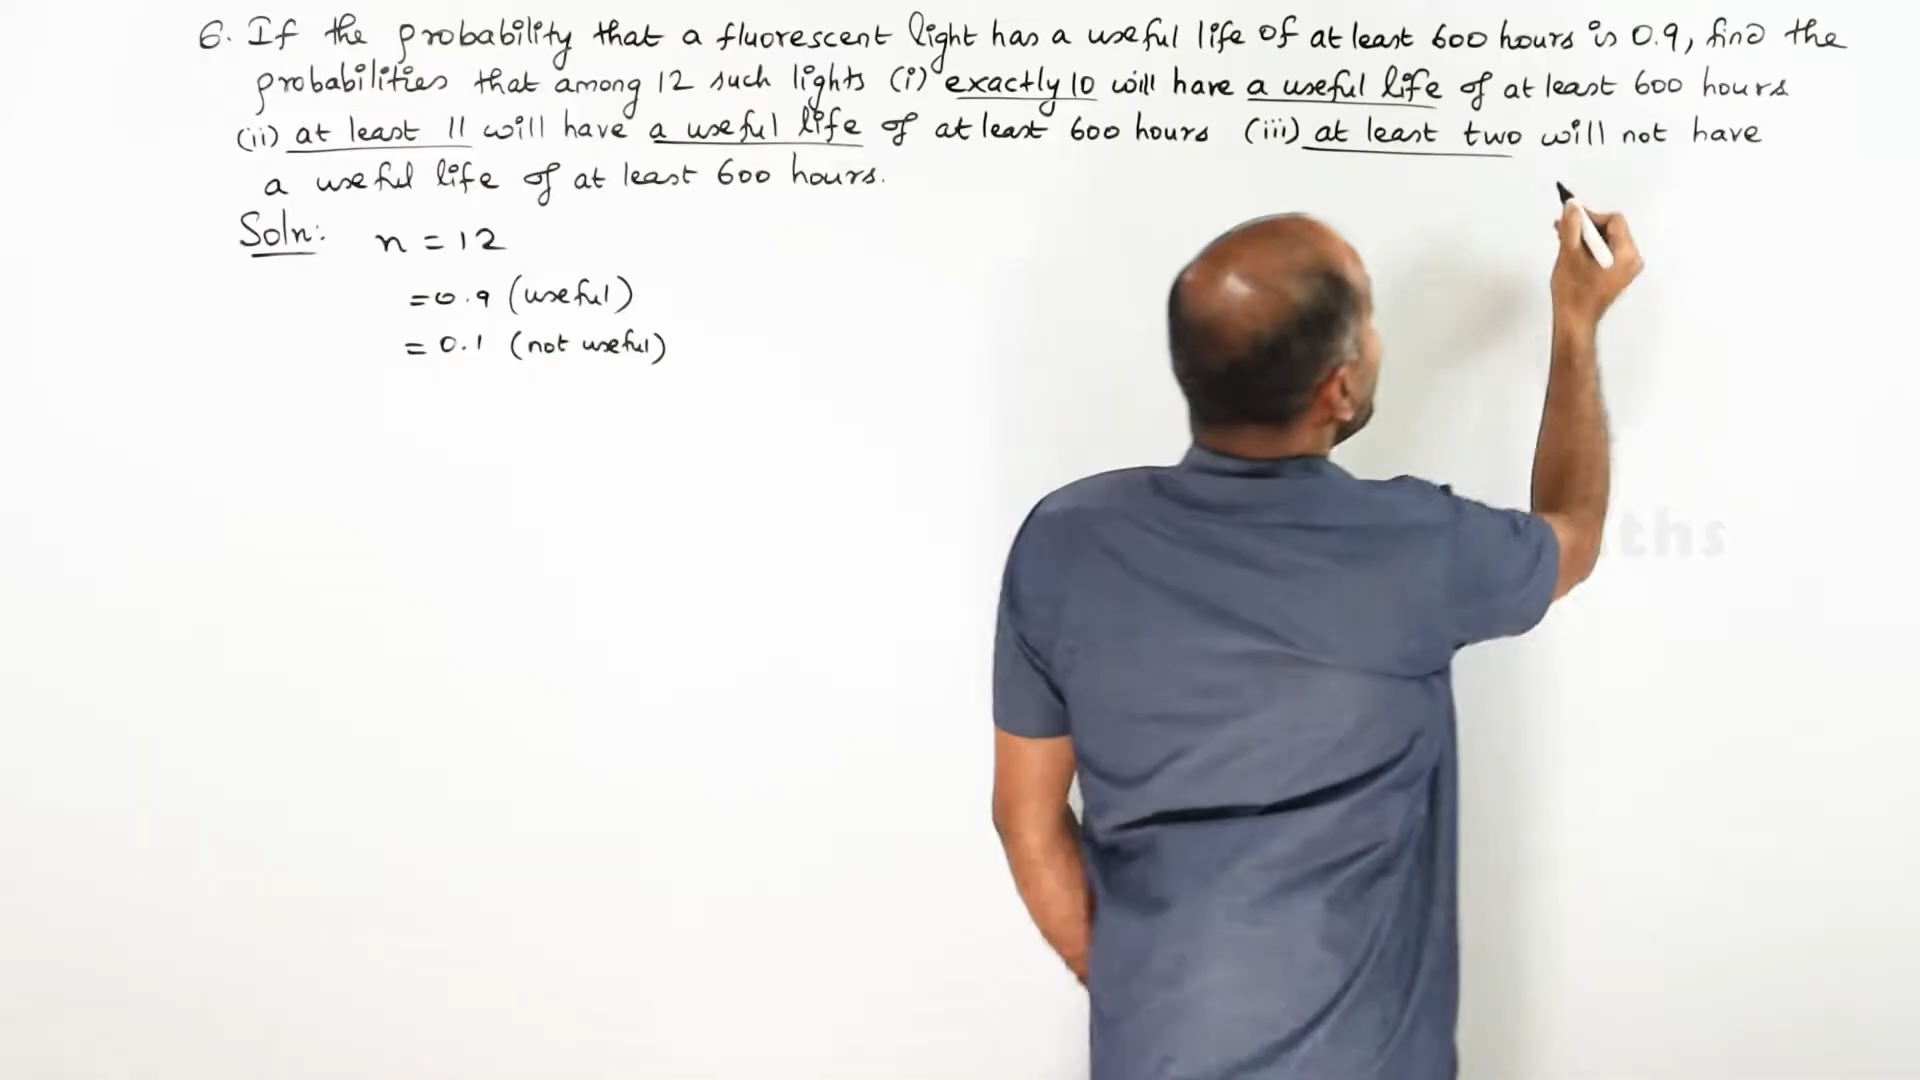 6. If the probability that a fluorescent light has a useful life of at least 600 hours is 0.9, find the
probabilities that among 12 such lights (i) exactly 10 will have a useful life of at least 600 hours
(ii) at least 11 will have a useful life of at least 600 hours (iii) at least two will not have
a useful life of at least 600 hours.
Soln: n = 12
= 0.9 (useful)
= 0.1 (not useful)